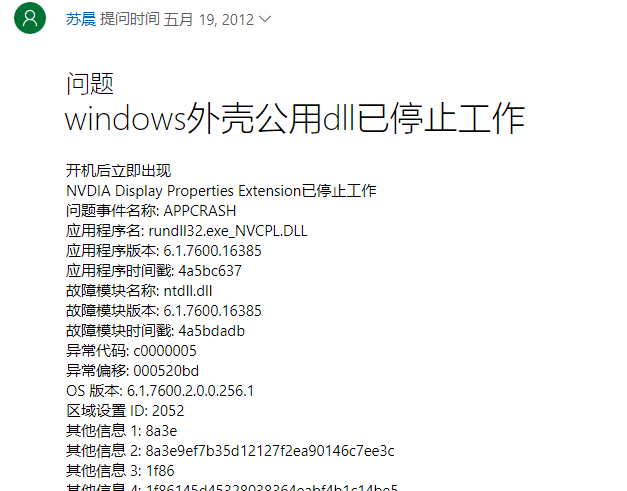 苏晨 提问时间 五月 19, 2012
问题
windows外壳公用dll已停止工作
开机后立即出现
NVDIA Display Properties Extension已停止工作
问题事件名称: APPCRASH
应用程序名: rundll32.exe_NVCPL.DLL
应用程序版本: 6.1.7600.16385
应用程序时间戳: 4a5bc637
故障模块名称: ntdll.dll
故障模块版本: 6.1.7600.16385
故障模块时间戳: 4a5bdadb
异常代码: c0000005
异常偏移: 000520bd
OS 版本: 6.1.7600.2.0.0.256.1
区域设置 ID: 2052
其他信息 1: 8a3e
其他信息 2: 8a3e9ef7b35d12127f2ea90146c7ee3c
其他信息 3: 1f86
其他信息 4: